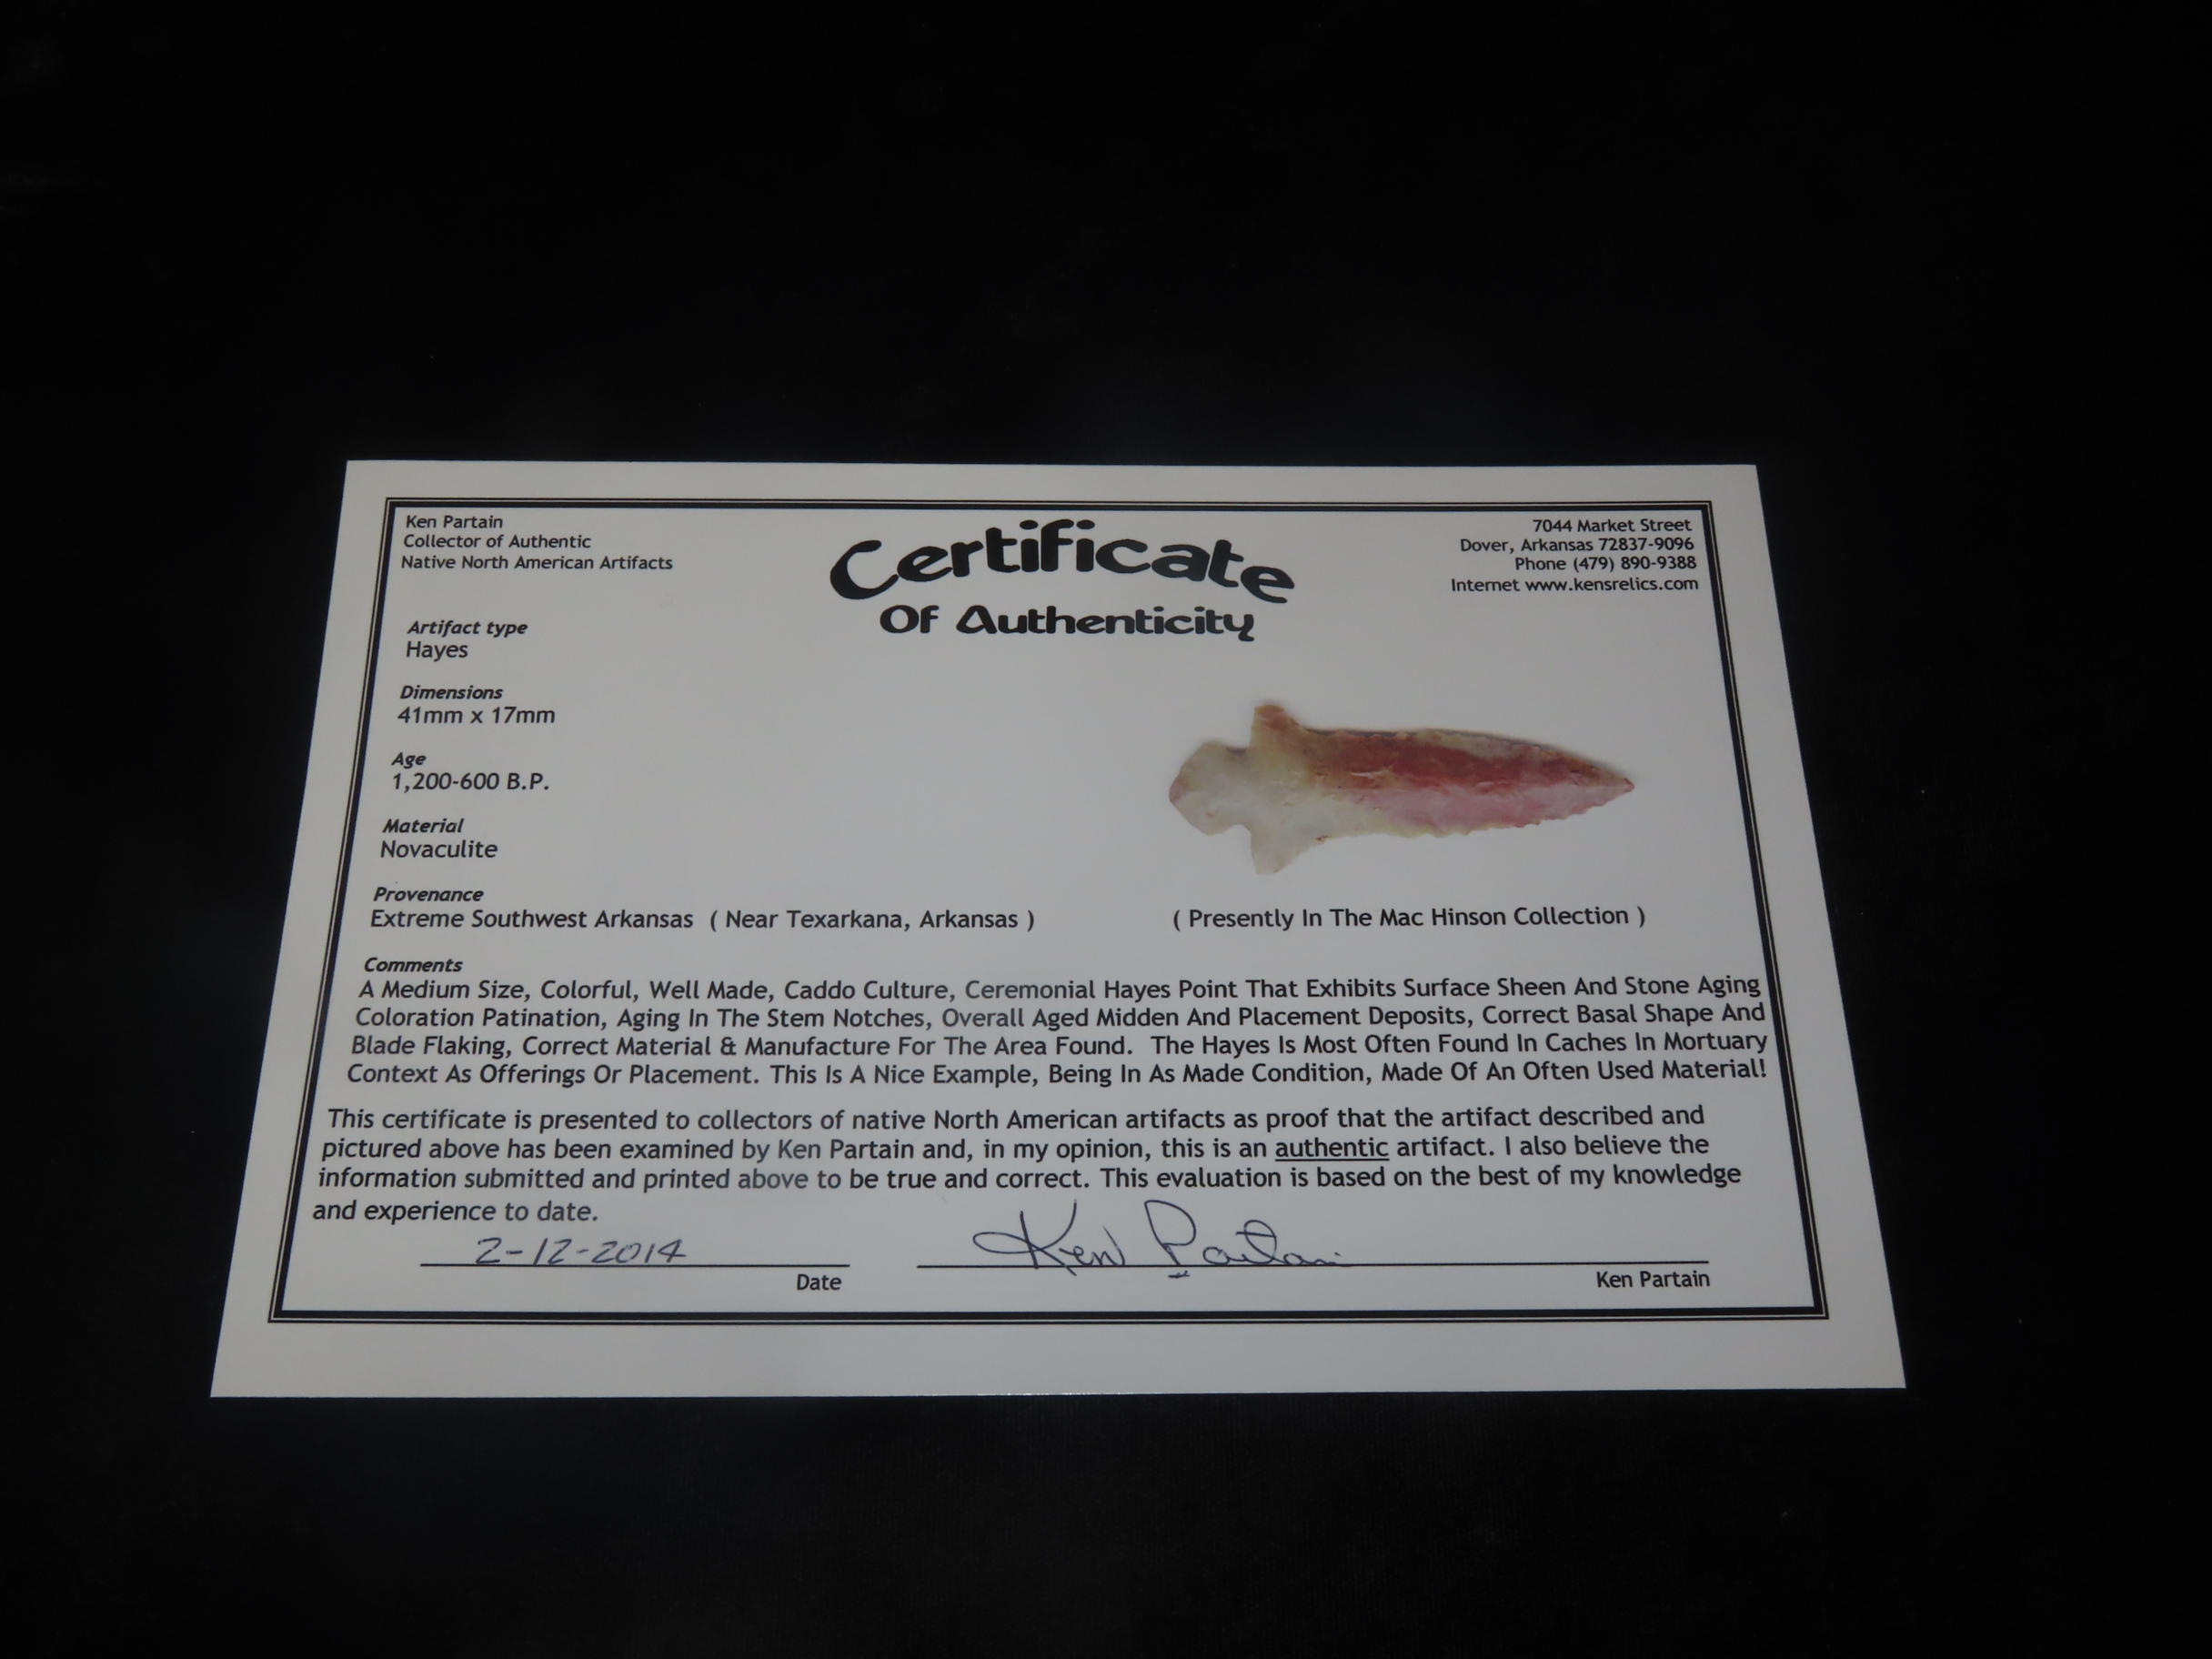 Ken Partain
Collector of Authentic
Native North American Artifacts
Certificate
Of Authenticity
7044 Market Street
Dover, Arkansas 72837-9096
Phone (479) 890-9388
Internet www.kensrelics.com
Artifact type
Hayes
Dimensions
41mm x 17mm
Age
1,200-600 B.P.
Material
Novaculite
Provenance
Extreme Southwest Arkansas ( Near Texarkana, Arkansas )
( Presently In The Mac Hinson Collection )
Comments
A Medium Size, Colorful, Well Made, Caddo Culture, Ceremonial Hayes Point That Exhibits Surface Sheen And Stone Aging
Coloration Patination, Aging In The Stem Notches, Overall Aged Midden And Placement Deposits, Correct Basal Shape And
Blade Flaking, Correct Material & Manufacture For The Area Found. The Hayes Is Most Often Found In Caches In Mortuary
Context As Offerings Or Placement. This Is A Nice Example, Being In As Made Condition, Made Of An Often Used Material!
This certificate is presented to collectors of native North American artifacts as proof that the artifact described and
pictured above has been examined by Ken Partain and, in my opinion, this is an authentic artifact. I also believe the
information submitted and printed above to be true and correct. This evaluation is based on the best of my knowledge
and experience to date.
2-12-2014
Ken Partain
Date
Ken Partain